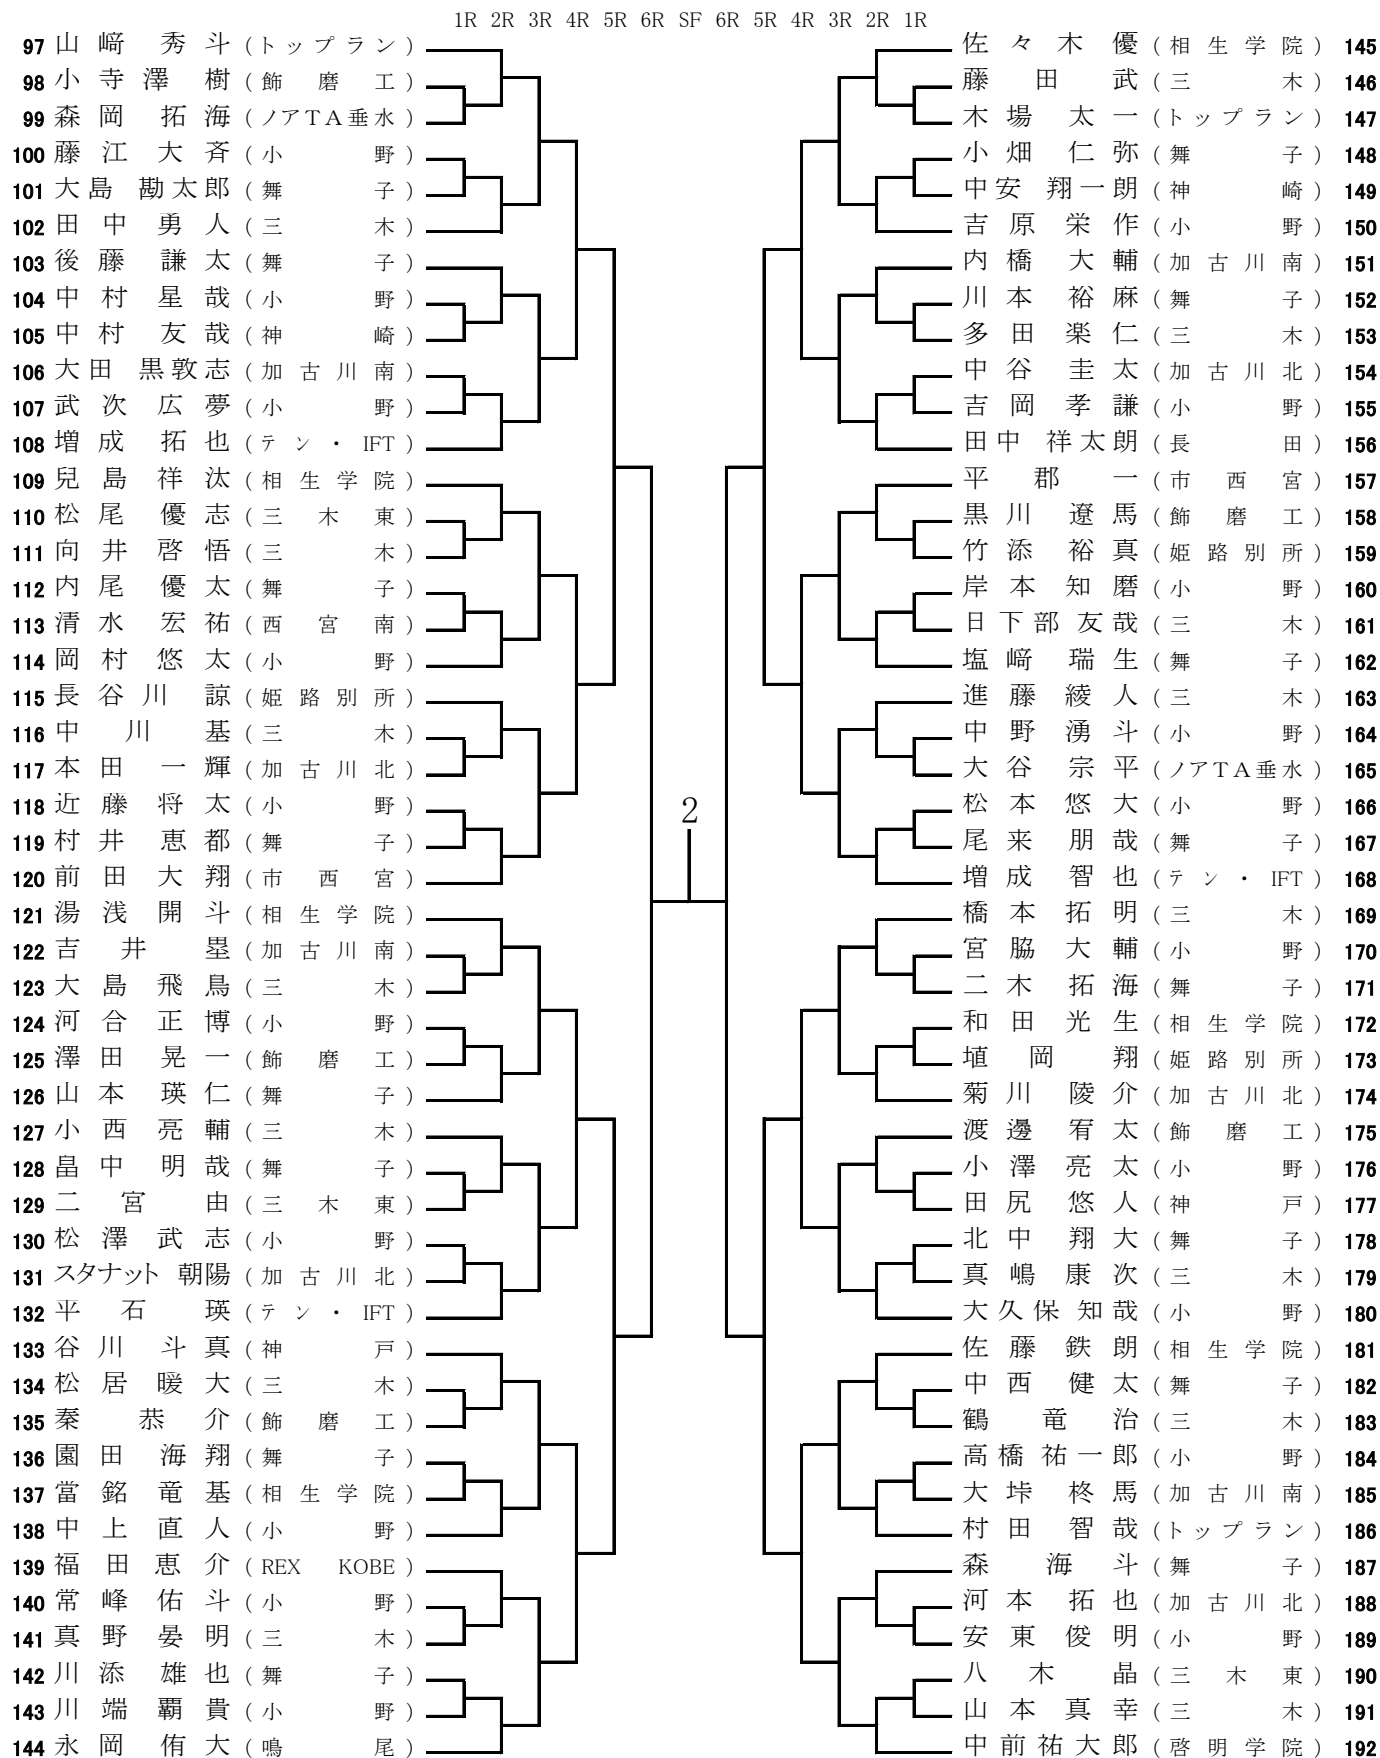 1R 2R 3R 4R 5R 6R SF 6R 5R 4R 3R 2R 1R
97 山﨑 秀斗 (トップラン)
98 小寺澤 樹 (飾磨工)
99 森岡 拓海 (ノアTA垂水)
100 藤江 大斉 (小野)
101 大島 勘太郎 (舞子)
102 田中 勇人 (三木)
103 後藤 謙太 (舞子)
104 中村 星哉 (小野)
105 中村 友哉 (神崎)
106 大田 黒敦志 (加古川南)
107 武次 広夢 (小野)
108 増成 拓也 (テン・IFT)
109 兒島 祥汰 (相生学院)
110 松尾 優志 (三木東)
111 向井 啓悟 (三木)
112 内尾 優太 (舞子)
113 清水 宏祐 (西宮南)
114 岡村 悠太 (小野)
115 長谷川 諒 (姫路別所)
116 中川 基 (三木)
117 本田 一輝 (加古川北)
118 近藤 将太 (小野)
119 村井 恵都 (舞子)
120 前田 大翔 (市西宮)
121 湯浅 開斗 (相生学院)
122 吉井 塁 (加古川南)
123 大島 飛鳥 (三木)
124 河合 正博 (小野)
125 澤田 晃一 (飾磨工)
126 山本 瑛仁 (舞子)
127 小西 亮輔 (三木)
128 畠中 明哉 (舞子)
129 二宮 由 (三木東)
130 松澤 武志 (小野)
131 スタナット 朝陽 (加古川北)
132 平石 瑛 (テン・IFT)
133 谷川 斗真 (神戸)
134 松居 暖大 (三木)
135 秦 恭介 (飾磨工)
136 園田 海翔 (舞子)
137 當銘 竜基 (相生学院)
138 中上 直人 (小野)
139 福田 恵介 (REX KOBE)
140 常峰 佑斗 (小野)
141 真野 晏明 (三木)
142 川添 雄也 (舞子)
143 川端 覇貴 (小野)
144 永岡 侑大 (鳴尾)
2
佐々木 優 (相生学院) 145
藤田 武 (三木) 146
木場 太一 (トップラン) 147
小畑 仁弥 (舞子) 148
中安 翔一朗 (神崎) 149
吉原 栄作 (小野) 150
内橋 大輔 (加古川南) 151
川本 裕麻 (舞子) 152
多田 楽仁 (三木) 153
中谷 圭太 (加古川北) 154
吉岡 孝謙 (小野) 155
田中 祥太朗 (長田) 156
平郡 一 (市西宮) 157
黒川 遼馬 (飾磨工) 158
竹添 裕真 (姫路別所) 159
岸本 知磨 (小野) 160
日下部 友哉 (三木) 161
塩﨑 瑞生 (舞子) 162
進藤 綾人 (三木) 163
中野 湧斗 (小野) 164
大谷 宗平 (ノアTA垂水) 165
松本 悠大 (小野) 166
尾来 朋哉 (舞子) 167
増成 智也 (テン・IFT) 168
橋本 拓明 (三木) 169
宮脇 大輔 (小野) 170
二木 拓海 (舞子) 171
和田 光生 (相生学院) 172
埴岡 翔 (姫路別所) 173
菊川 陵介 (加古川北) 174
渡邊 宥太 (飾磨工) 175
小澤 亮太 (小野) 176
田尻 悠人 (神戸) 177
北中 翔大 (舞子) 178
真嶋 康次 (三木) 179
大久保 知哉 (小野) 180
佐藤 鉄朗 (相生学院) 181
中西 健太 (舞子) 182
鶴 竜治 (三木) 183
高橋 祐一郎 (小野) 184
大垰 柊馬 (加古川南) 185
村田 智哉 (トップラン) 186
森 海斗 (舞子) 187
河本 拓也 (加古川北) 188
安東 俊明 (小野) 189
八木 晶 (三木東) 190
山本 真幸 (三木) 191
中前 祐太郎 (啓明学院) 192